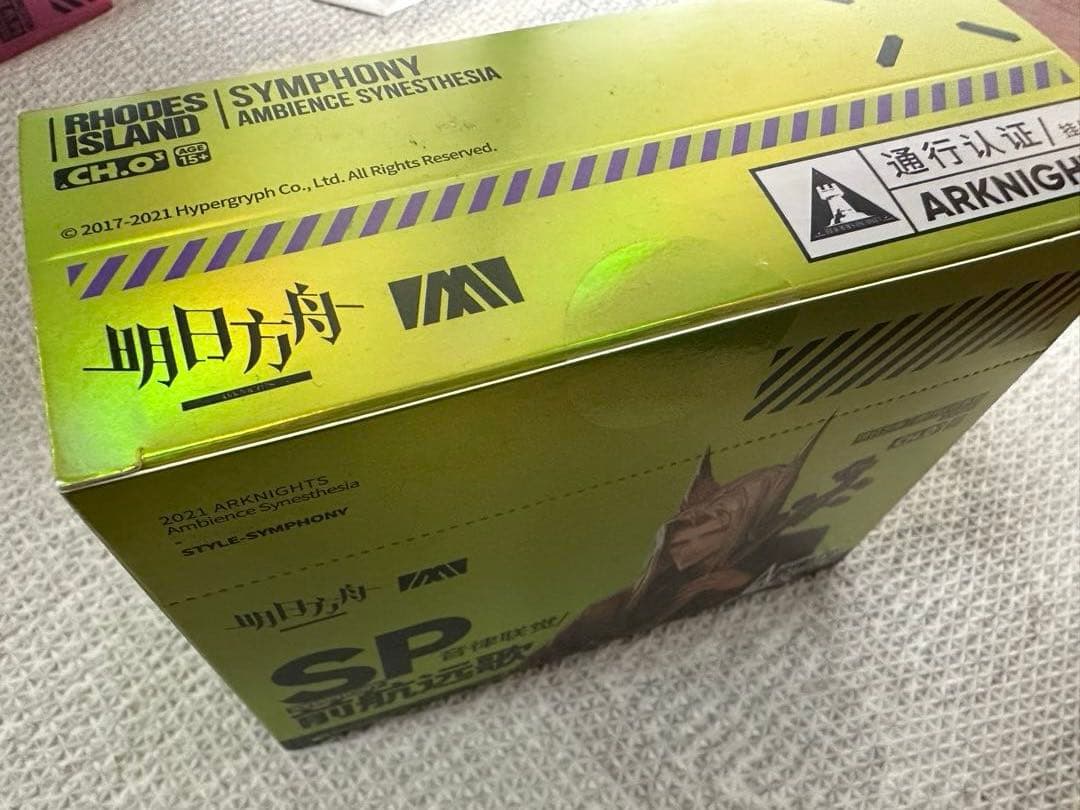 RHODES
ISLAND
SYMPHONY
AMBIENCE SYNESTHESIA
AGE
15+
© 2017-2021 Hypergryph Co., Ltd. All Rights Reserved.
通行认证
ARKNIGH
明日方舟
2021 ARKNIGHTS
Ambience Synesthesia
STYLE-SYMPHONY
明日方舟
SP
音律联觉/
前航远歌